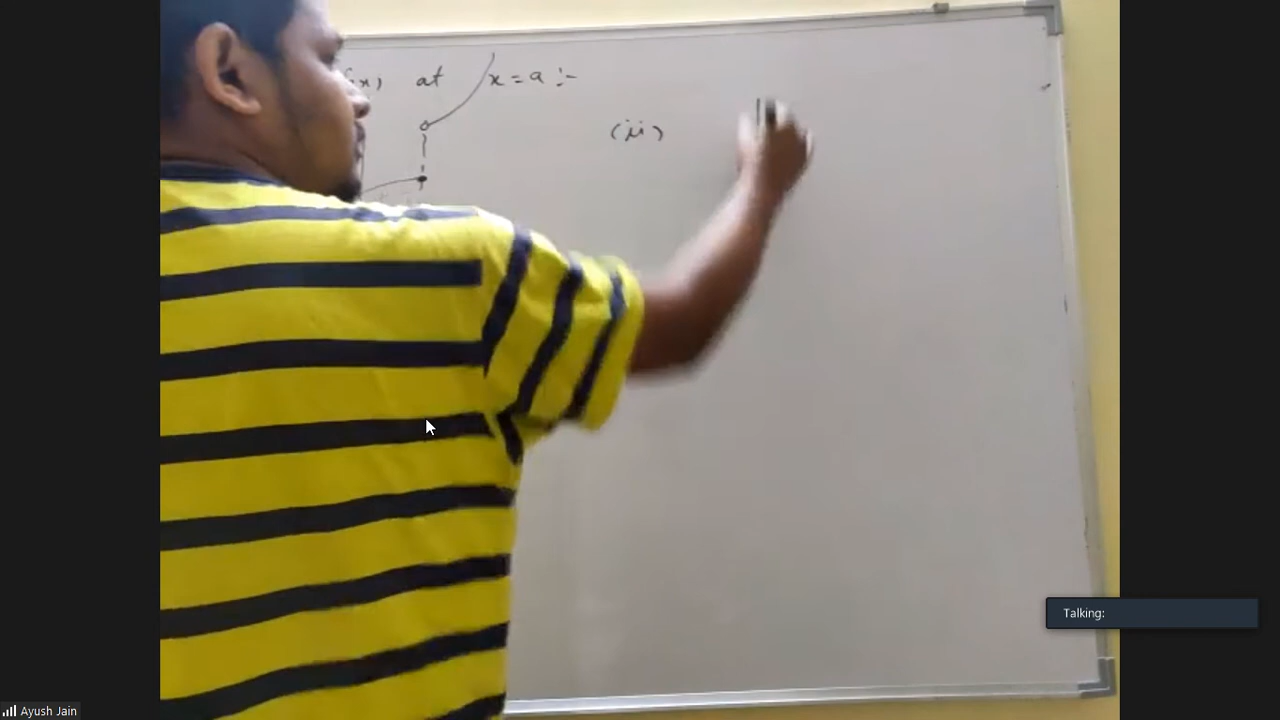 (x) at x = a :-
(ii)
Talking:
Ayush Jain